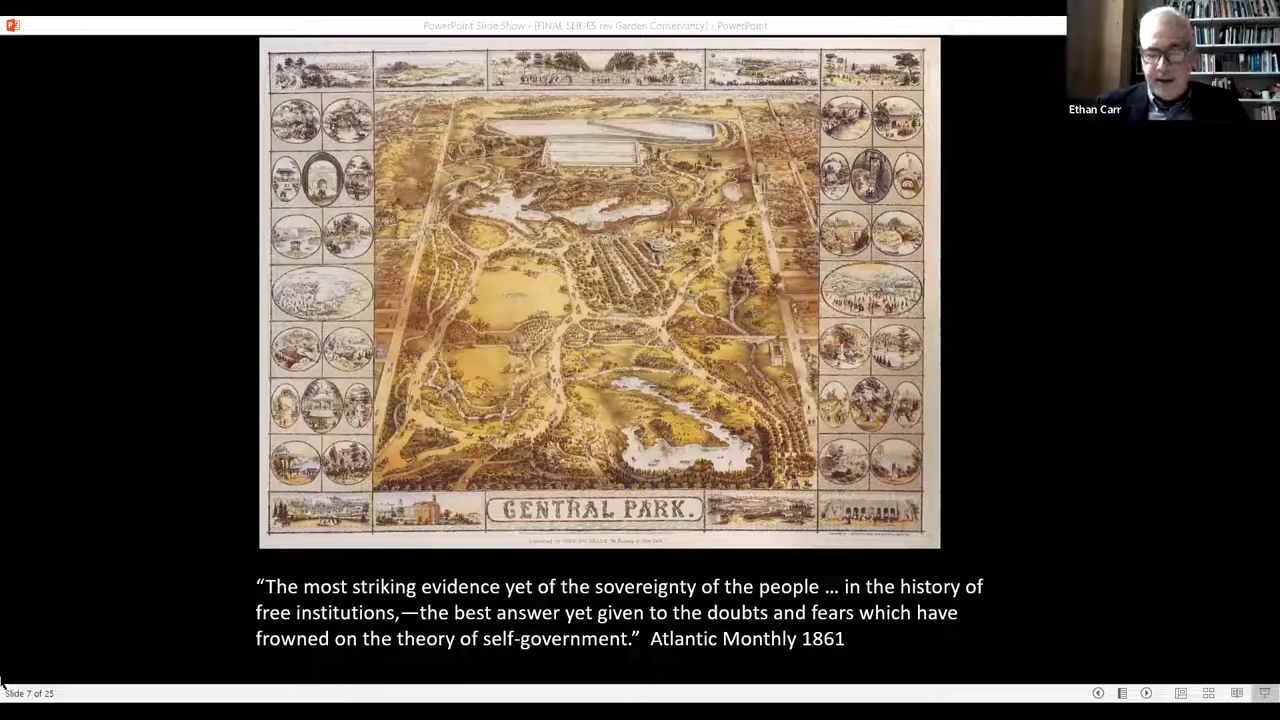 PowerPoint Slide Show - [FINAL SLIDES rev Garden Conservancy] - PowerPoint
Ethan Carr
CENTRAL PARK.
“The most striking evidence yet of the sovereignty of the people … in the history of
free institutions,—the best answer yet given to the doubts and fears which have
frowned on the theory of self-government.” Atlantic Monthly 1861
Slide 7 of 25